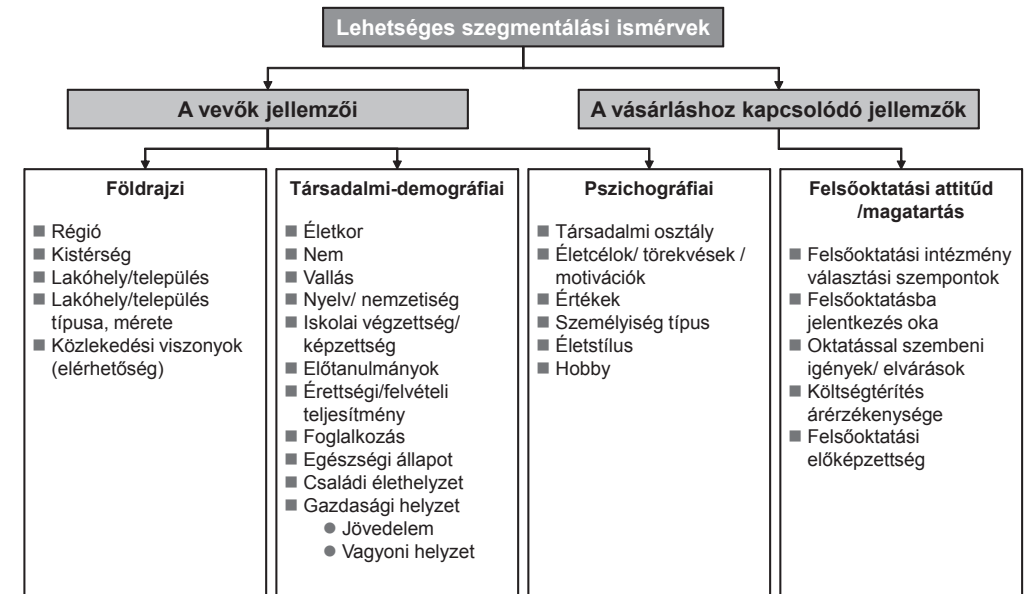 Lehetséges szegmentálási ismérvek
A vevők jellemzői
A vásárláshoz kapcsolódó jellemzők
Földrajzi
Régió
Kistérség
Lakóhely/település
Lakóhely/település
típusa, mérete
Közlekedési viszonyok
(elérhetőség)
Társadalmi-demográfiai
Életkor
Nem
Vallás
Nyelv/ nemzetiség
Iskolai végzettség/
képzettség
Előtanulmányok
Érettségi/felvételi
teljesítmény
Foglalkozás
Egészségi állapot
Családi élethelyzet
Gazdasági helyzet
Jövedelem
Vagyoni helyzet
Pszichográfiai
Társadalmi osztály
Életcélok/ törekvések /
motivációk
Értékek
Személyiség típus
Életstílus
Hobby
Felsőoktatási attitűd
/magatartás
Felsőoktatási intézmény
választási szempontok
Felsőoktatásba
jelentkezés oka
Oktatással szembeni
igények/ elvárások
Költségtérítés
árérzékenysége
Felsőoktatási
előképzettség